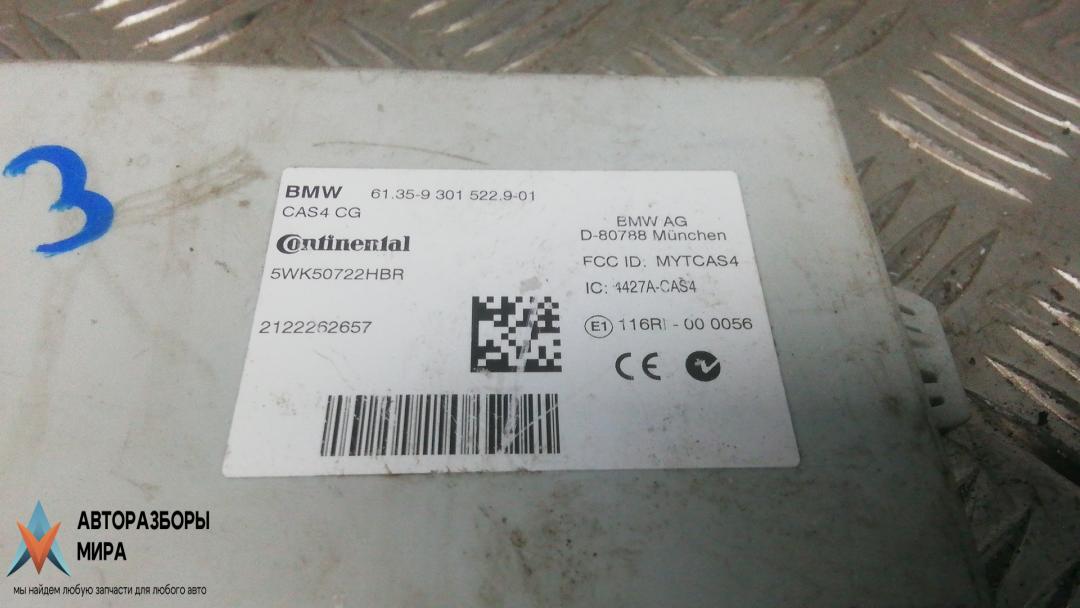 3
BMW 61.35-9 301 522.9-01
CAS4 CG
Continental
5WK50722HBR
2122262657
BMW AG
D-80788 München
FCC ID: MYTCAS4
IC: 4427A-CAS4
E1 116RI-00 0056
CE
АВТОРАЗБОРЫ
МИРА
мы найдем любую запчасти для любого авто